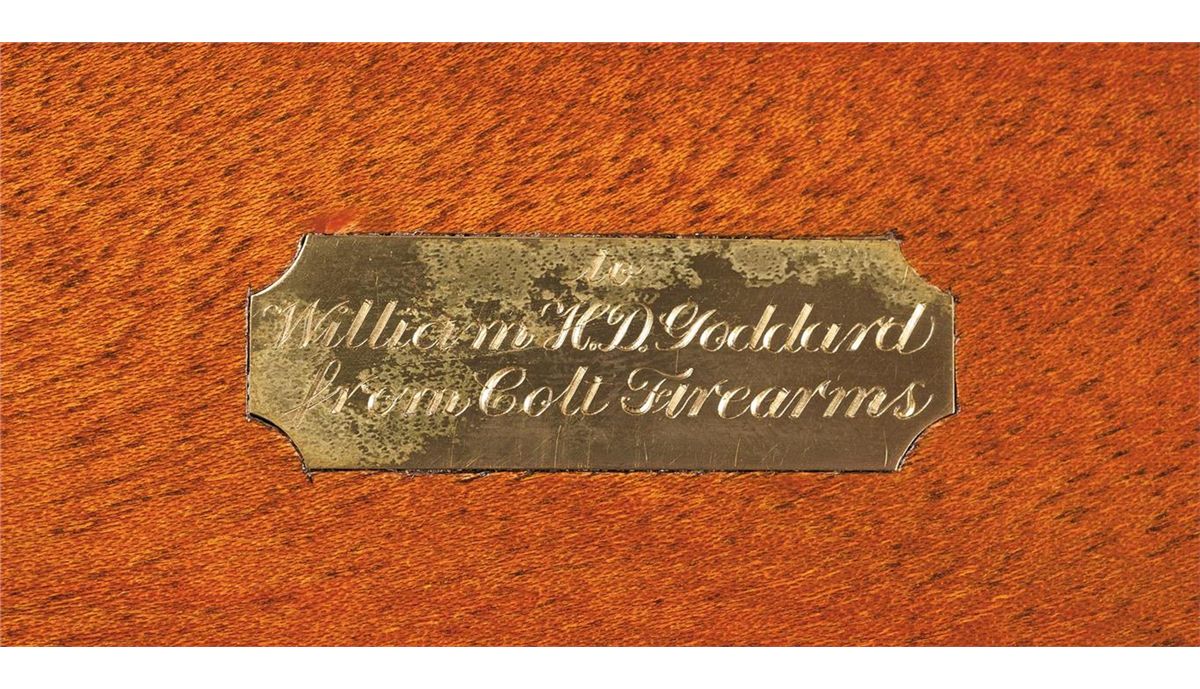 to
William H.D. Goddard
from Colt Firearms